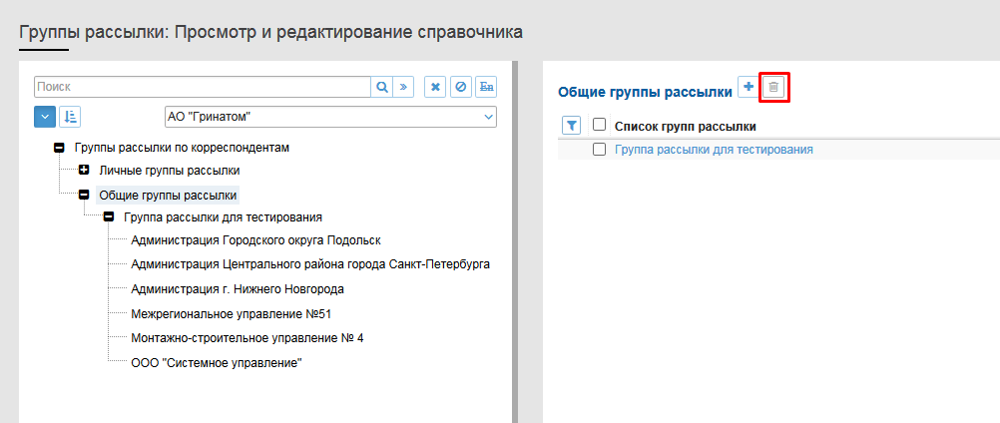 Группы рассылки: Просмотр и редактирование справочника
Поиск
En
АО "Гринатом"
Группы рассылки по корреспондентам
Личные группы рассылки
Общие группы рассылки
Группа рассылки для тестирования
Администрация Городского округа Подольск
Администрация Центрального района города Санкт-Петербурга
Администрация г. Нижнего Новгорода
Межрегиональное управление №51
Монтажно-строительное управление № 4
ООО "Системное управление"
Общие группы рассылки
Список групп рассылки
Группа рассылки для тестирования